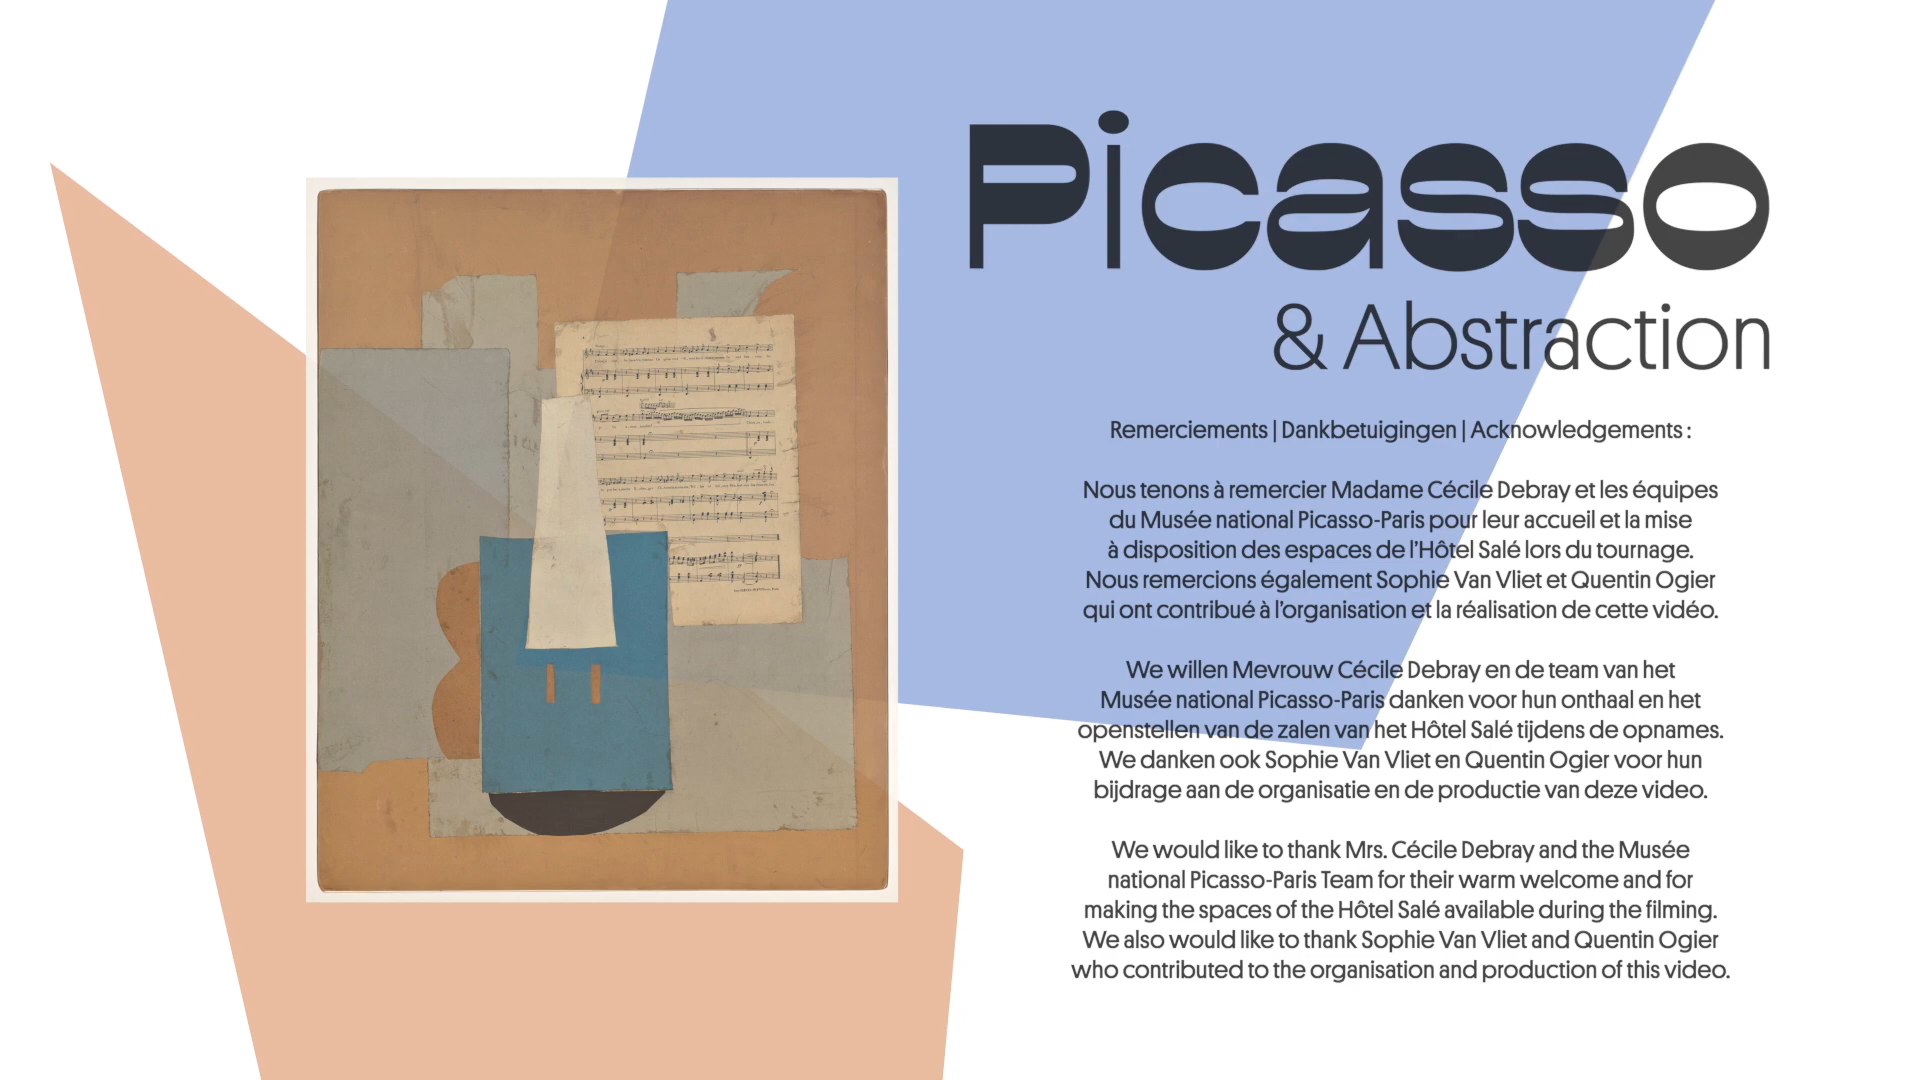 Picasso
& Abstraction
Remerciements | Dankbetuigingen | Acknowledgements :
Nous tenons à remercier Madame Cécile Debray et les équipes
du Musée national Picasso-Paris pour leur accueil et la mise
à disposition des espaces de l'Hôtel Salé lors du tournage.
Nous remercions également Sophie Van Vliet et Quentin Ogier
qui ont contribué à l'organisation et la réalisation de cette vidéo.
We willen Mevrouw Cécile Debray en de team van het
Musée national Picasso-Paris danken voor hun onthaal en het
openstellen van de zalen van het Hôtel Salé tijdens de opnames.
We danken ook Sophie Van Vliet en Quentin Ogier voor hun
bijdrage aan de organisatie en de productie van deze video.
We would like to thank Mrs. Cécile Debray and the Musée
national Picasso-Paris Team for their warm welcome and for
making the spaces of the Hôtel Salé available during the filming.
We also would like to thank Sophie Van Vliet and Quentin Ogier
who contributed to the organisation and production of this video.